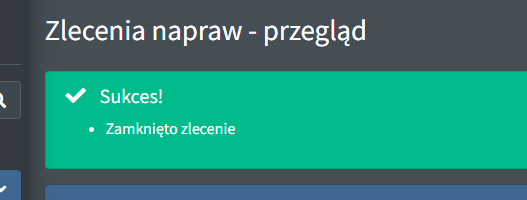 Zlecenia napraw - przegląd
Sukces!
Zamknięto zlecenie